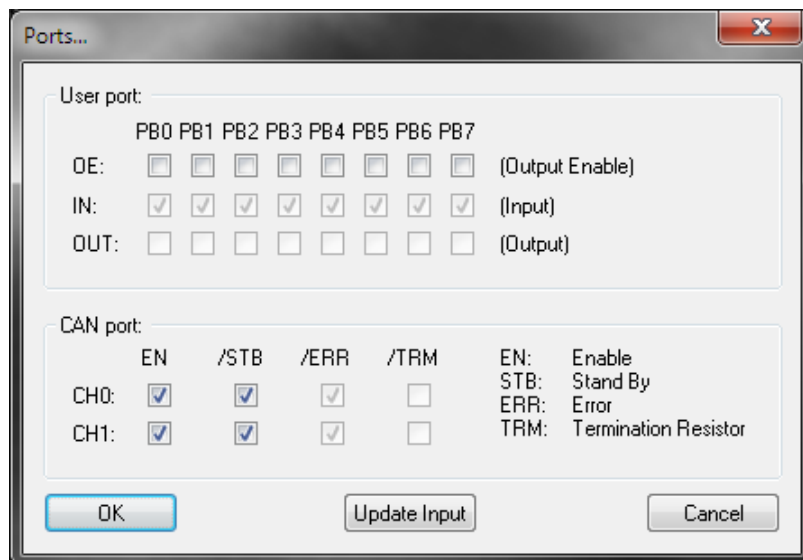 Ports...
User port:
PB0 PB1 PB2 PB3 PB4 PB5 PB6 PB7
OE: (Output Enable)
IN: (Input)
OUT: (Output)
CAN port:
EN /STB /ERR /TRM EN: Enable
STB: Stand By
CH0: ERR: Error
CH1: TRM: Termination Resistor
OK Update Input Cancel